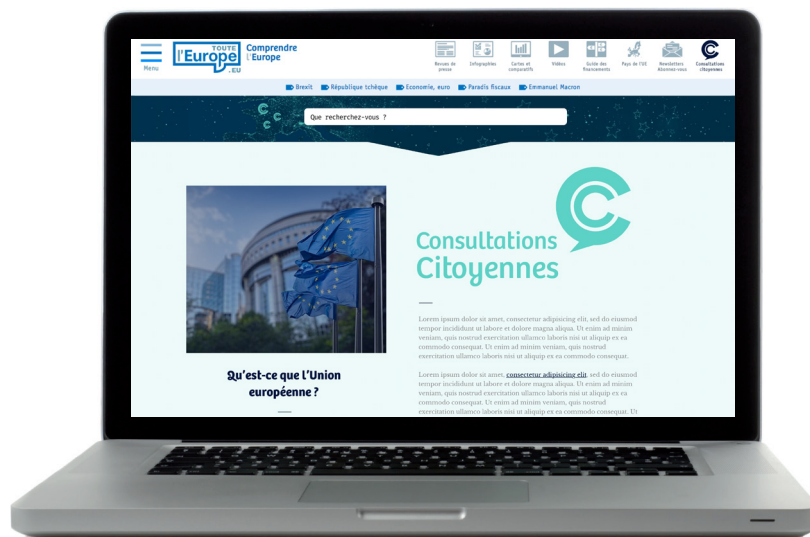 Menu
TOUTE
l'Europe
.EU
Comprendre
l'Europe
Revues de
presse
Infographies
Cartes et
comparatifs
Vidéos
Guide des
financements
Pays de l'UE
Newsletters
Abonnez-vous
Consultations
citoyennes
Brexit République tchèque Economie, euro Paradis fiscaux Emmanuel Macron
Que recherchez-vous ?
Consultations
Citoyennes
Lorem ipsum dolor sit amet, consectetur adipisicing elit, sed do eiusmod
tempor incididunt ut labore et dolore magna aliqua. Ut enim ad minim
veniam, quis nostrud exercitation ullamco laboris nisi ut aliquip ex ea
commodo consequat. Ut enim ad minim veniam, quis nostrud
exercitation ullamco laboris nisi ut aliquip ex ea commodo consequat.
Lorem ipsum dolor sit amet, consectetur adipisicing elit, sed do eiusmod
tempor incididunt ut labore et dolore magna aliqua. Ut enim ad minim
veniam, quis nostrud exercitation ullamco laboris nisi ut aliquip ex ea
commodo consequat. Ut enim ad minim veniam, quis nostrud
exercitation ullamco laboris nisi ut aliquip ex ea commodo consequat. Ut
Qu'est-ce que l'Union
européenne ?